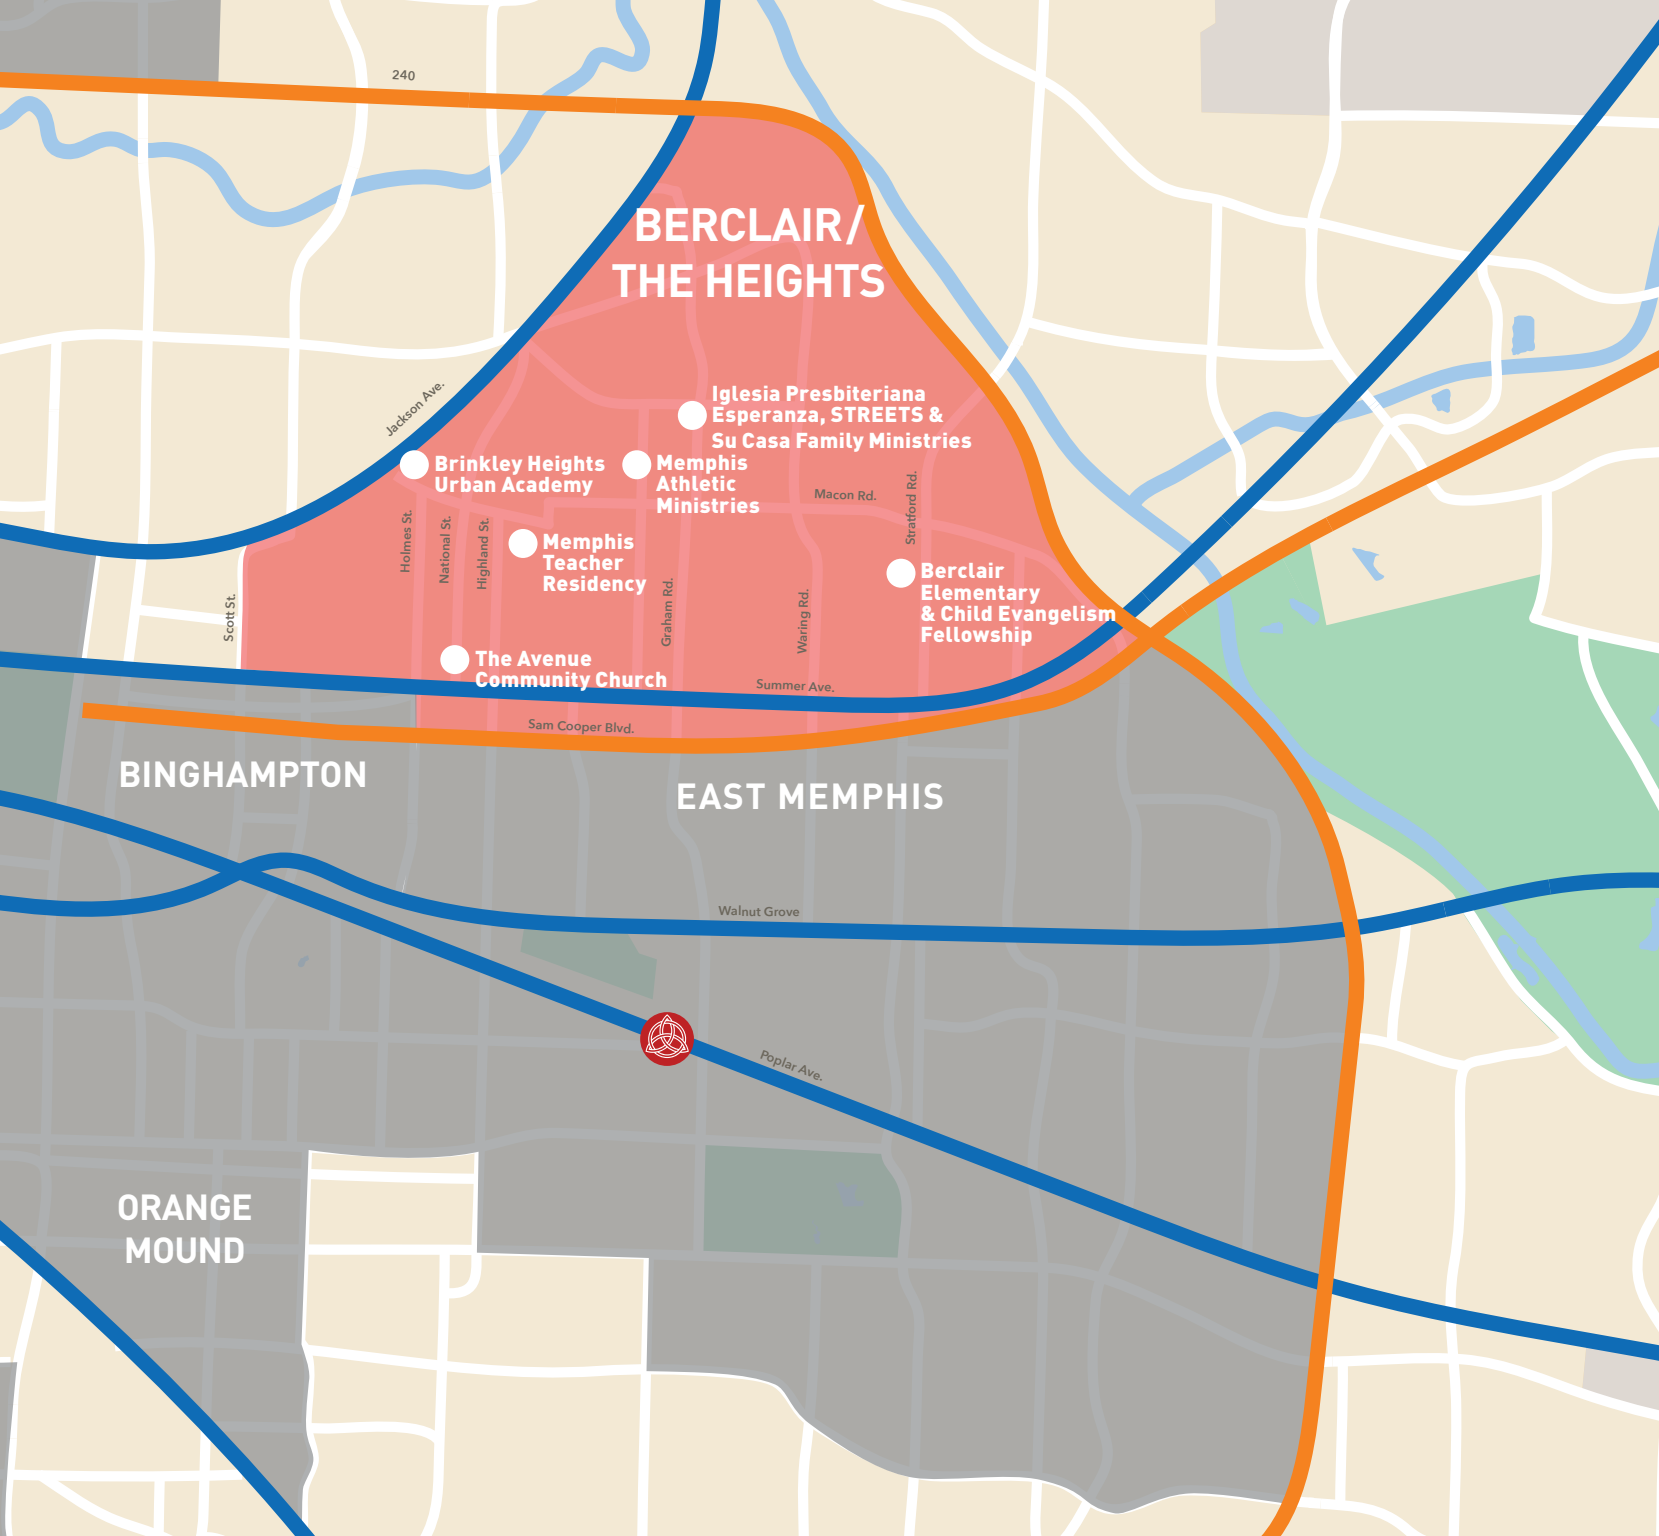 240
BERCLAIR/
THE HEIGHTS
Jackson Ave.
Iglesia Presbiteriana
Esperanza, STREETS &
Su Casa Family Ministries
Brinkley Heights
Urban Academy
Memphis
Athletic
Ministries
Macon Rd.
Stratford Rd.
Holmes St.
National St.
Highland St.
Memphis
Teacher
Residency
Berclair
Elementary
& Child Evangelism
Fellowship
Scott St.
Graham Rd.
Waring Rd.
The Avenue
Community Church
Summer Ave.
Sam Cooper Blvd.
BINGHAMPTON
EAST MEMPHIS
Walnut Grove
Poplar Ave.
ORANGE
MOUND